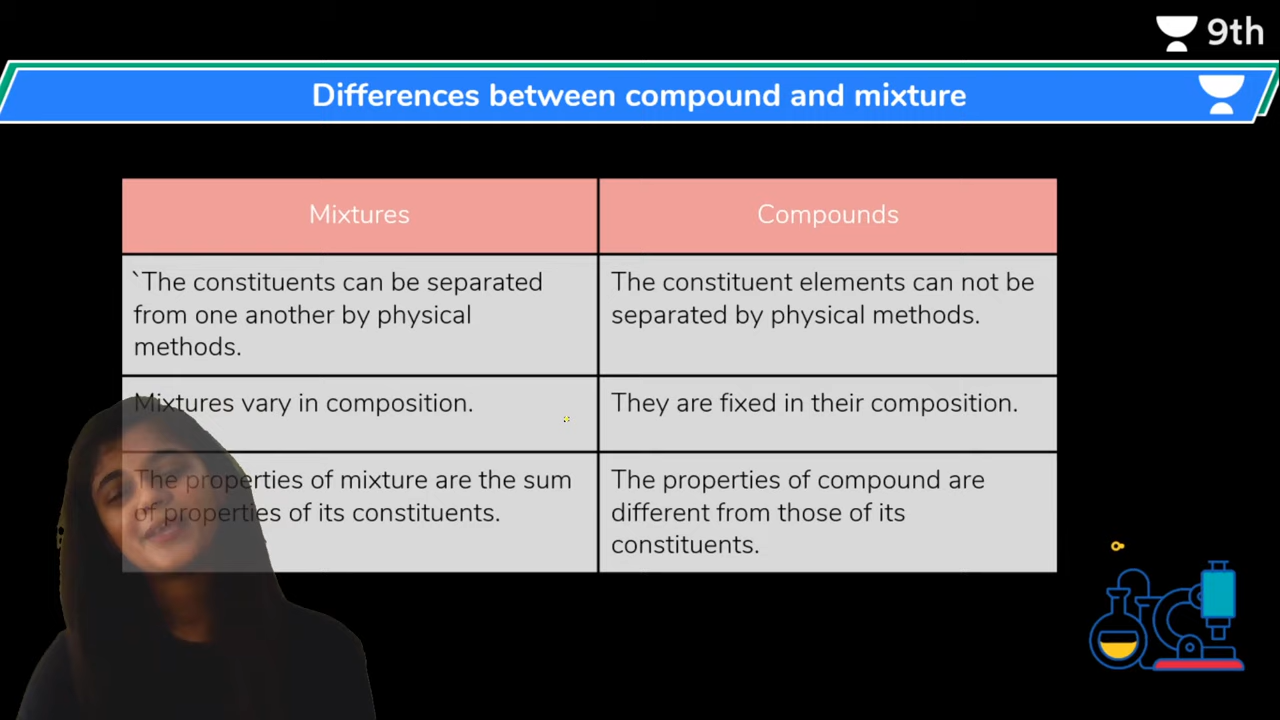 9th
Differences between compound and mixture
Mixtures
Compounds
`The constituents can be separated
from one another by physical
methods.
The constituent elements can not be
separated by physical methods.
Mixtures vary in composition.
They are fixed in their composition.
The properties of mixture are the sum
of properties of its constituents.
The properties of compound are
different from those of its
constituents.